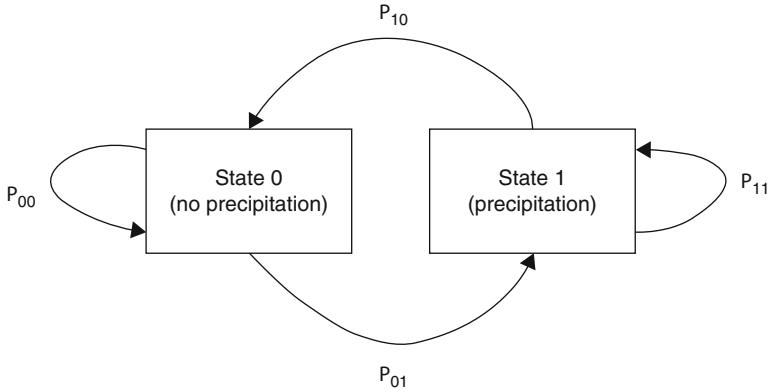 P₁₀
State 0
(no precipitation)
State 1
(precipitation)
P₀₀
P₁₁
P₀₁